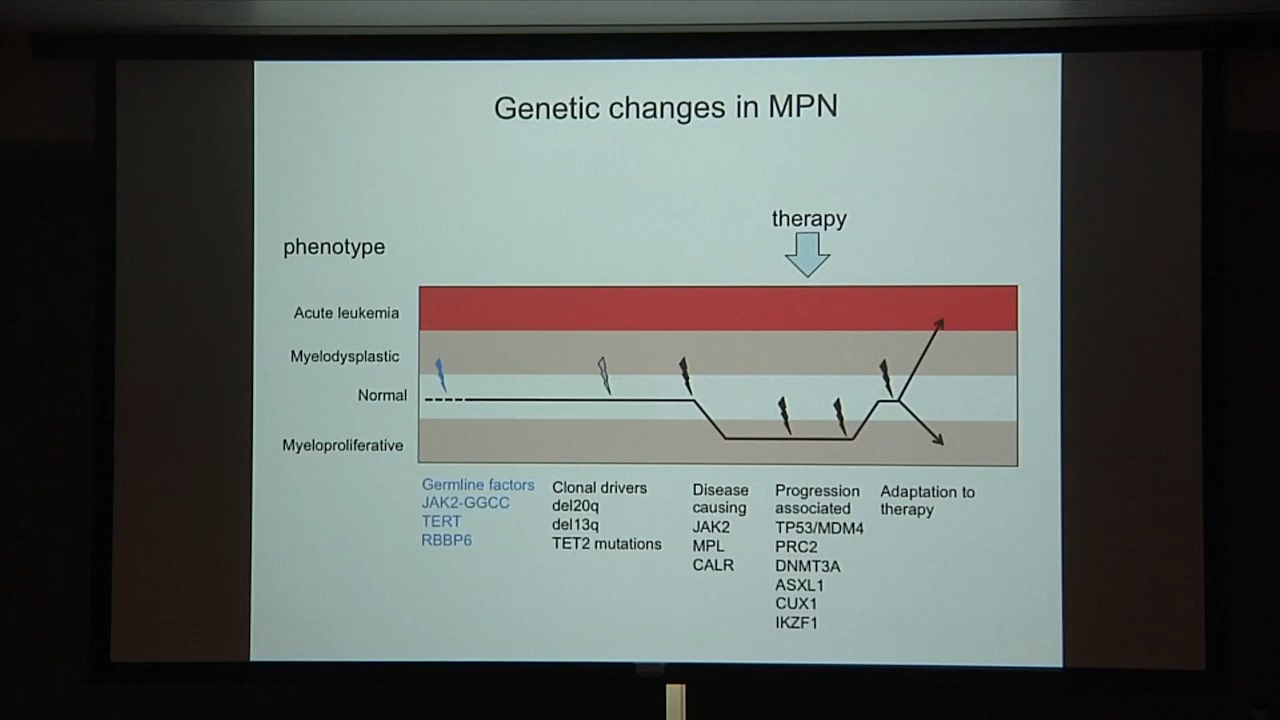 Genetic changes in MPN
therapy
phenotype
Acute leukemia
Myelodysplastic
Normal
Myeloproliferative
Germline factors
JAK2-GGCC
TERT
RBBP6
Clonal drivers
del20q
del13q
TET2 mutations
Disease
causing
JAK2
MPL
CALR
Progression
associated
TP53/MDM4
PRC2
DNMT3A
ASXL1
CUX1
IKZF1
Adaptation to
therapy